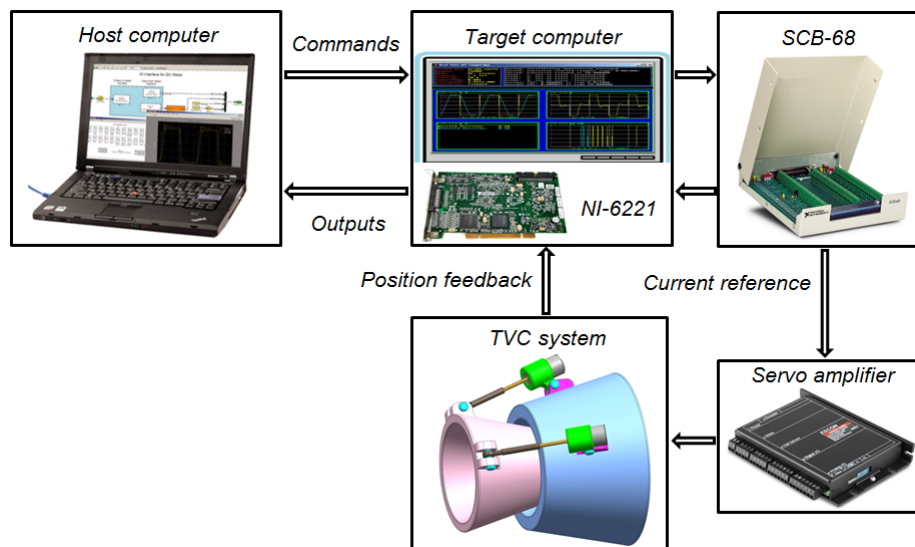 Host computer
Commands
Target computer
SCB-68
Outputs
NI-6221
Position feedback
Current reference
TVC system
Servo amplifier